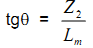 tgθ = Z₂ / Lₘ